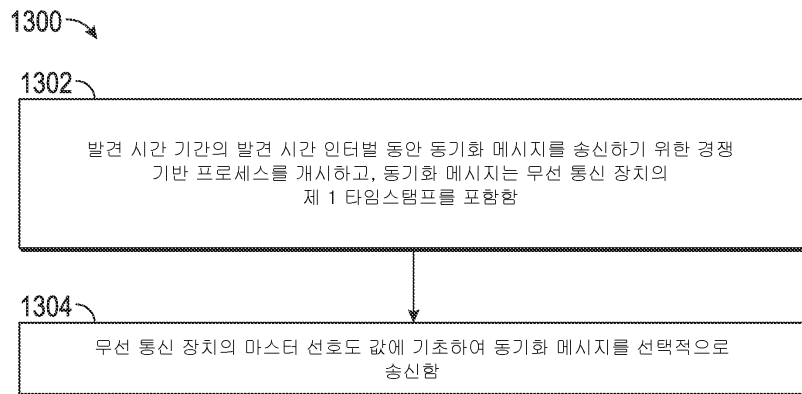 1300
1302
발견 시간 기간의 발견 시간 인터벌 동안 동기화 메시지를 송신하기 위한 경쟁
기반 프로세스를 개시하고, 동기화 메시지는 무선 통신 장치의
제 1 타임스탬프를 포함함
1304
무선 통신 장치의 마스터 선호도 값에 기초하여 동기화 메시지를 선택적으로
송신함